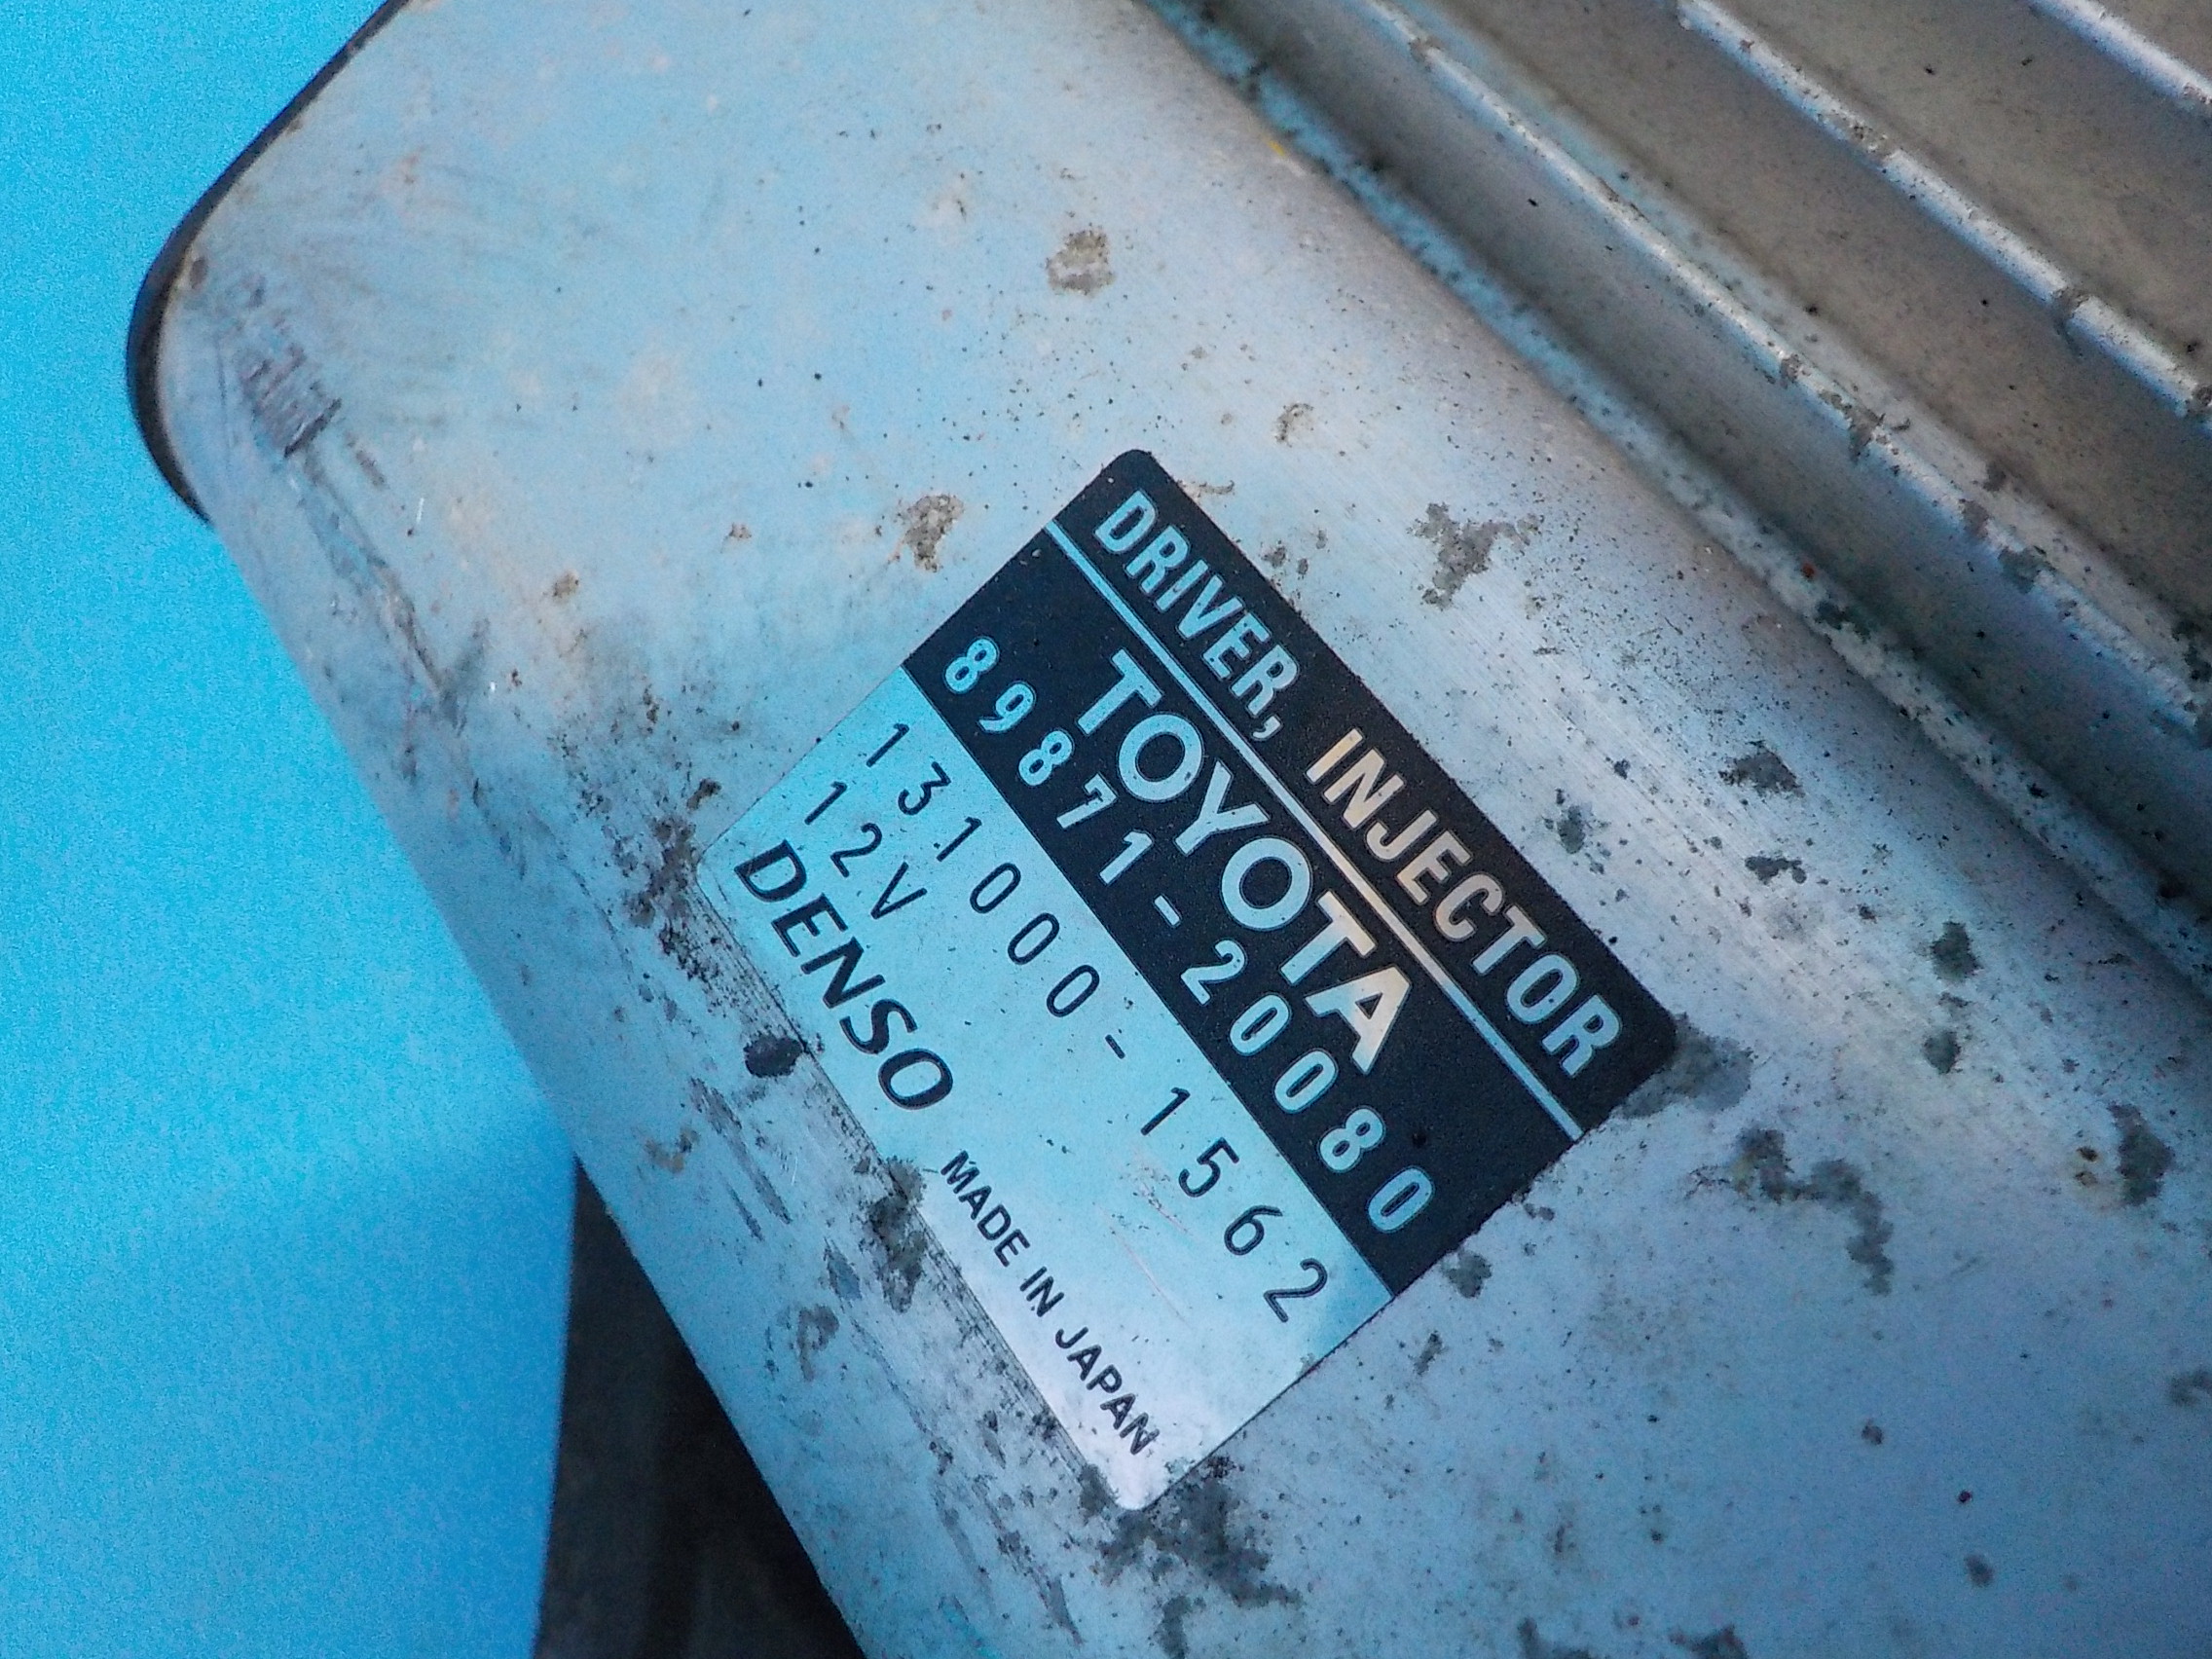 DRIVER, INJECTOR
TOYOTA
89871-20080
131000-1562
12V
DENSO MADE IN JAPAN